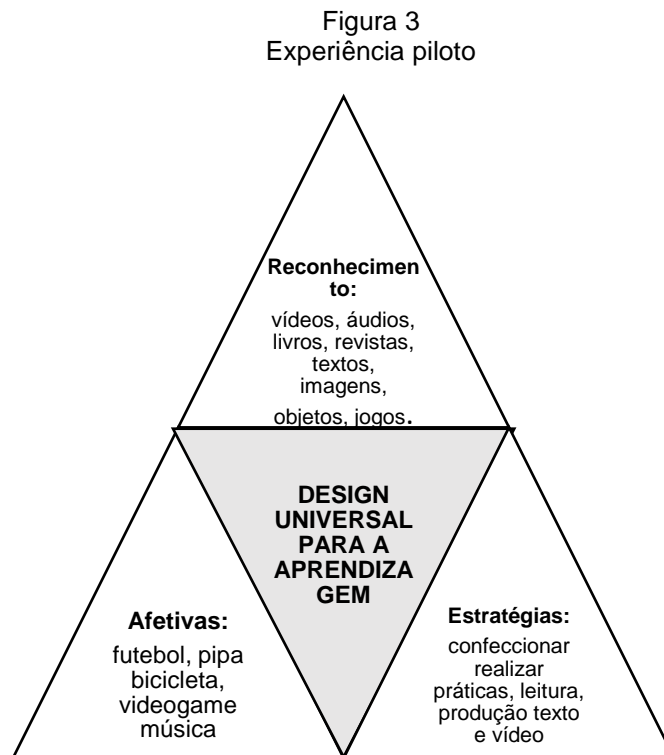 Figura 3
Experiência piloto
Reconhecimen
to:
vídeos, áudios,
livros, revistas,
textos,
imagens,
objetos, jogos.
DESIGN
UNIVERSAL
PARA A
APRENDIZA
GEM
Afetivas:
futebol, pipa
bicicleta,
videogame
música
Estratégias:
confeccionar
realizar
práticas, leitura,
produção texto
e vídeo